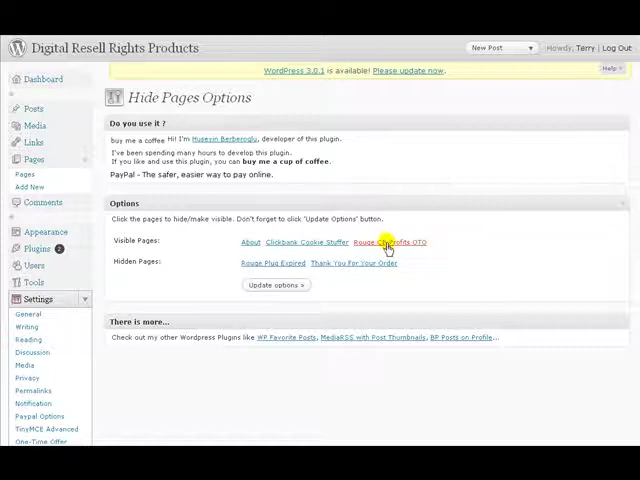 Digital Resell Rights Products
New Post
Howdy, Terry | Log Out
WordPress 3.0.1 is available! Please update now.
Help
Dashboard
Posts
Media
Links
Pages
Pages
Add New
Comments
Appearance
Plugins 2
Users
Tools
Settings
General
Writing
Reading
Discussion
Media
Privacy
Permalinks
Notification
Paypal Options
TinyMCE Advanced
One-Time Offer
Hide Pages Options
Do you use it ?
buy me a coffee Hi! I'm Huseyin Berberoglu, developer of this plugin.
I've been spending many hours to develop this plugin.
If you like and use this plugin, you can buy me a cup of coffee.
PayPal - The safer, easier way to pay online.
Options
Click the pages to hide/make visible. Don't forget to click 'Update Options' button.
Visible Pages: About Clickbank Cookie Stuffer Rouge OTO
Hidden Pages: Rouge Plug Expired Thank You For Your Order
Update options »
There is more...
Check out my other Wordpress Plugins like WP Favorite Posts, MediaRSS with Post Thumbnails, BP Posts on Profile...